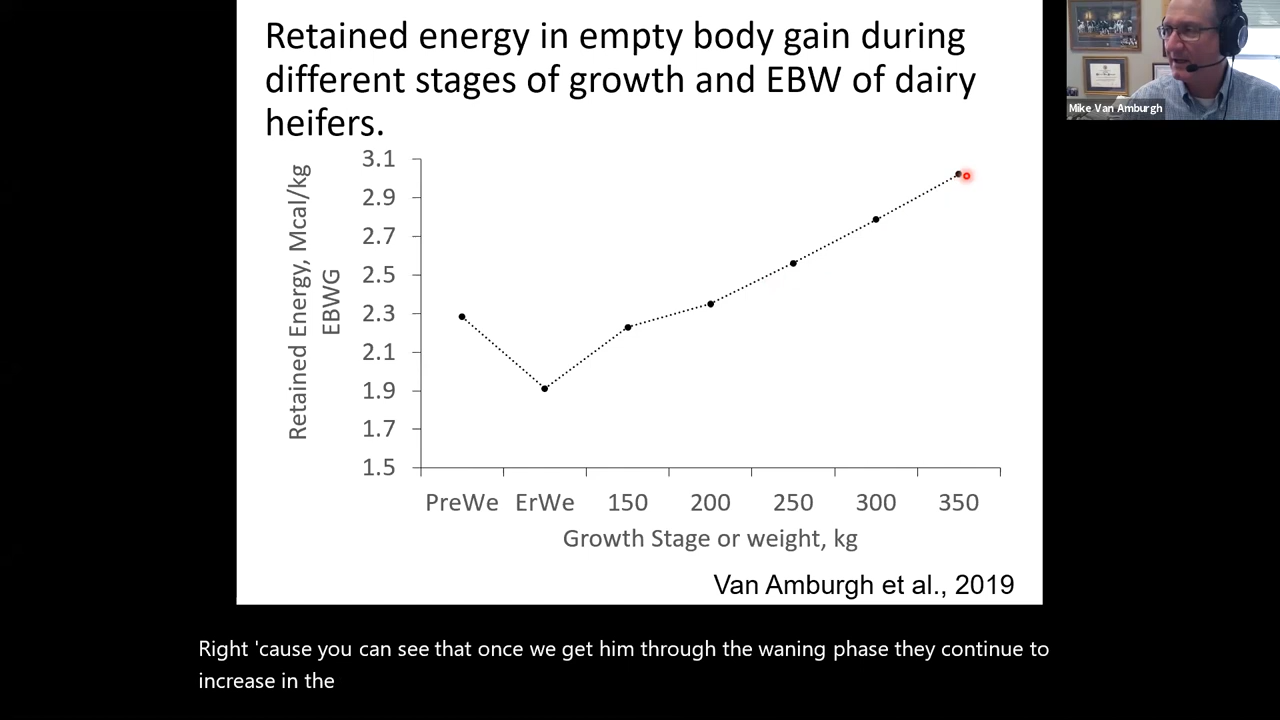 Retained energy in empty body gain during
different stages of growth and EBW of dairy
heifers.
Mike Van Amburgh
Retained Energy, Mcal/kg
EBWG
3.1
2.9
2.7
2.5
2.3
2.1
1.9
1.7
1.5
PreWe ErWe 150 200 250 300 350
Growth Stage or weight, kg
Van Amburgh et al., 2019
Right 'cause you can see that once we get him through the waning phase they continue to
increase in the